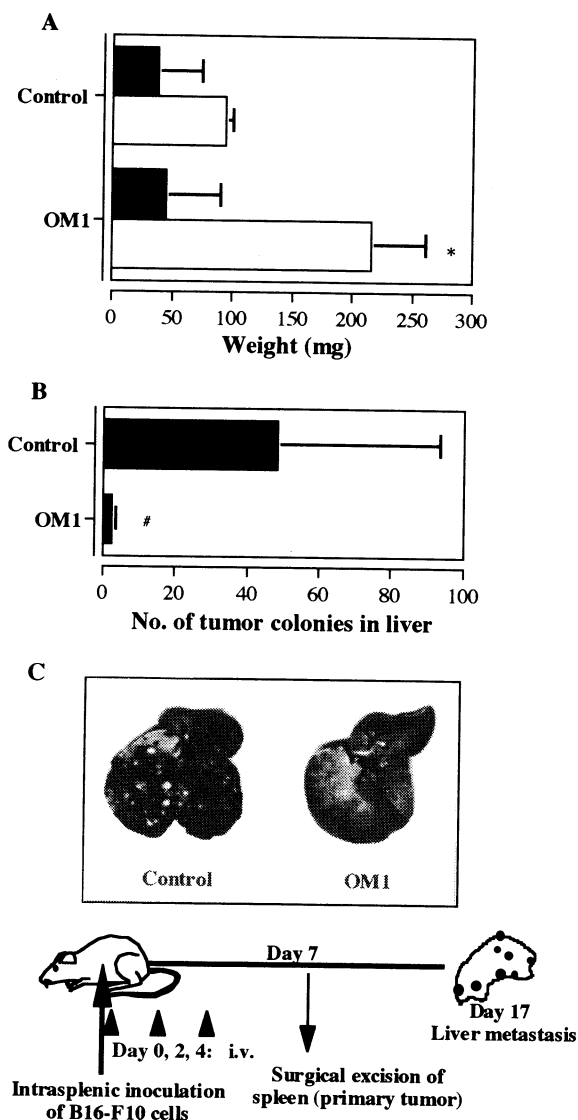 A
Control
OM1
*
0 50 100 150 200 250 300
Weight (mg)
B
Control
OM1
#
0 20 40 60 80 100
No. of tumor colonies in liver
C
Control OM1
Day 7
Day 17
Liver metastasis
Day 0, 2, 4: i.v.
Intrasplenic inoculation
of B16-F10 cells
Surgical excision of
spleen (primary tumor)